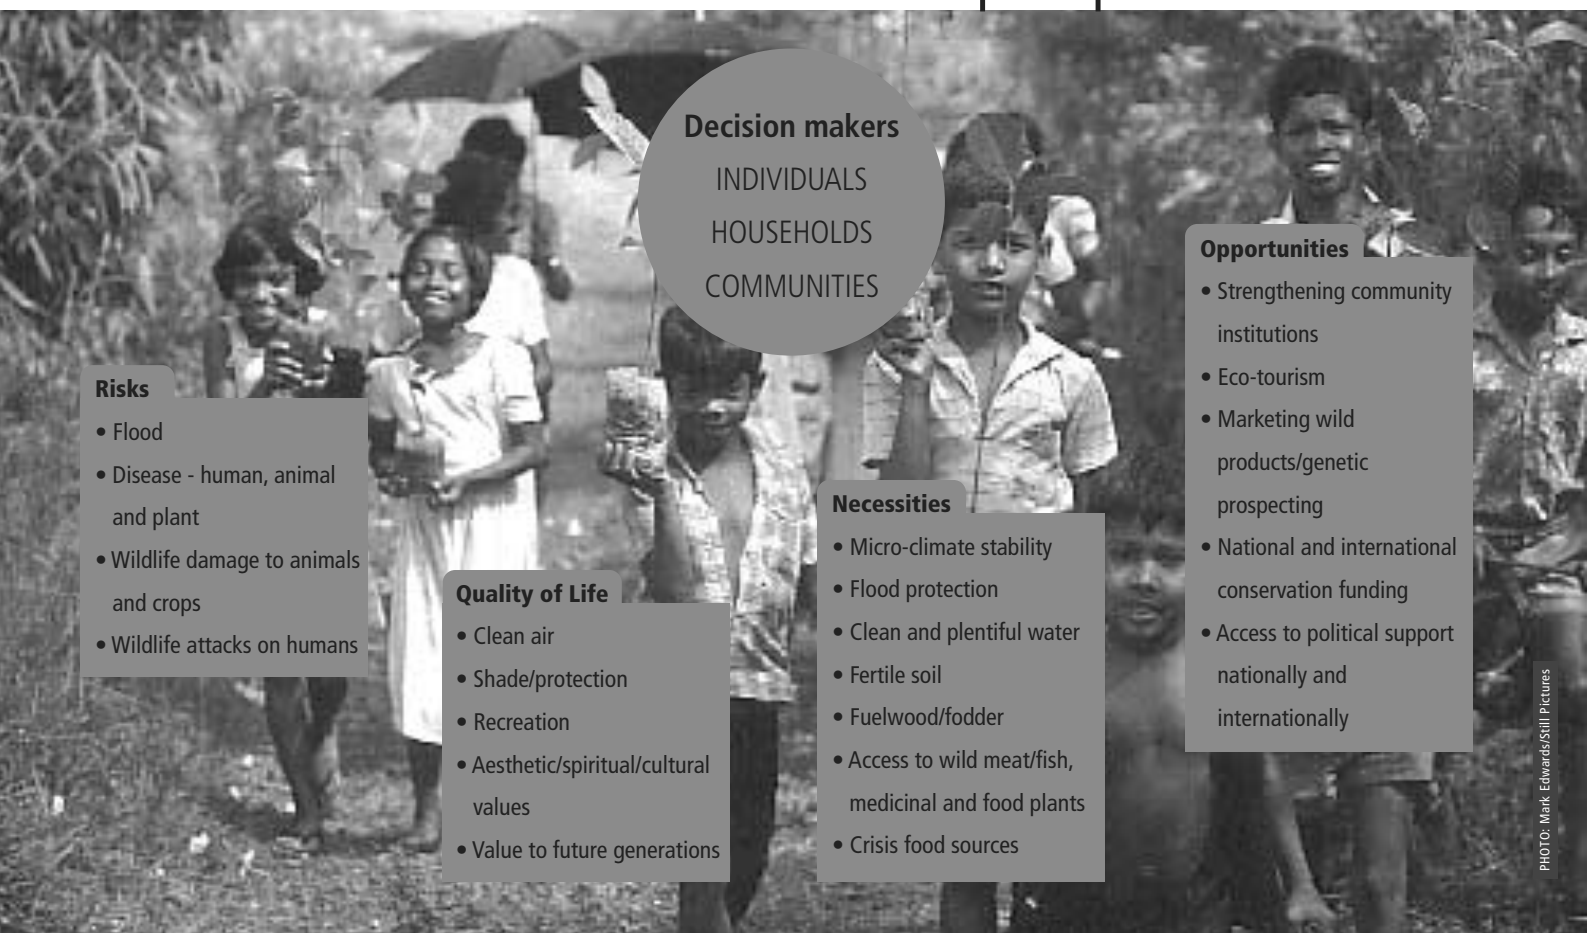 Decision makers
INDIVIDUALS
HOUSEHOLDS
COMMUNITIES
Risks
• Flood
• Disease - human, animal
and plant
• Wildlife damage to animals
and crops
• Wildlife attacks on humans
Quality of Life
• Clean air
• Shade/protection
• Recreation
• Aesthetic/spiritual/cultural
values
• Value to future generations
Necessities
• Micro-climate stability
• Flood protection
• Clean and plentiful water
• Fertile soil
• Fuelwood/fodder
• Access to wild meat/fish,
medicinal and food plants
• Crisis food sources
Opportunities
• Strengthening community
institutions
• Eco-tourism
• Marketing wild
products/genetic
prospecting
• National and international
conservation funding
• Access to political support
nationally and
internationally
PHOTO: Mark Edwards/Still Pictures